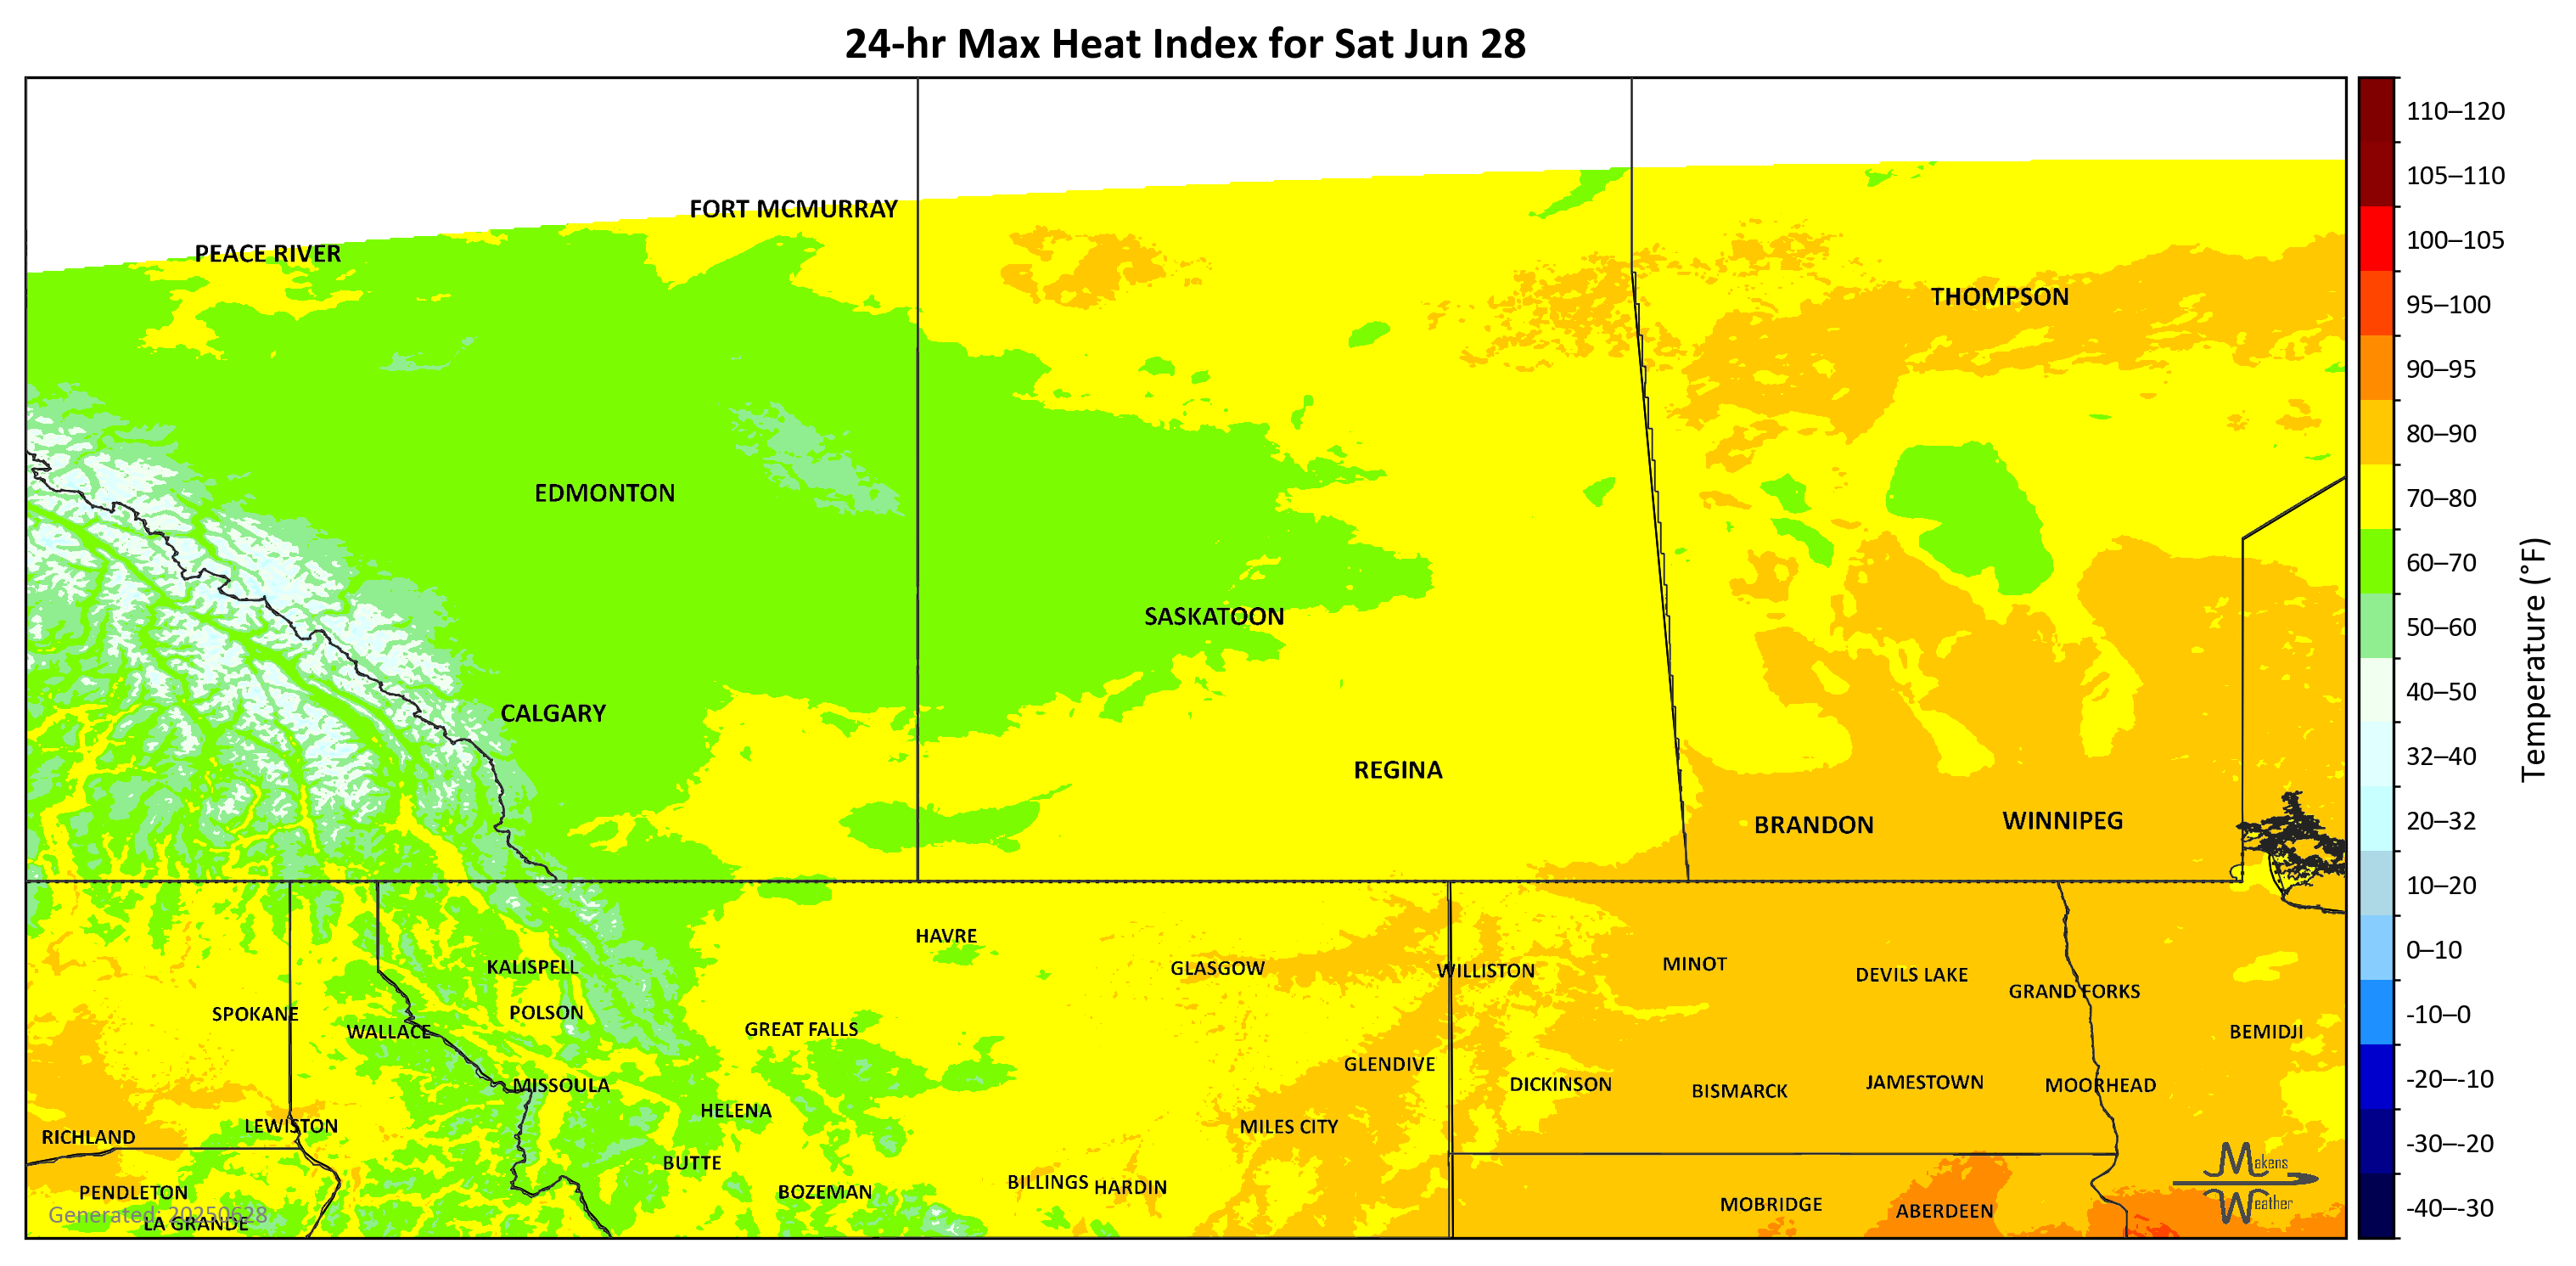 24-hr Max Heat Index for Sat Jun 28
FORT MCMURRAY
PEACE RIVER
THOMPSON
EDMONTON
SASKATOON
CALGARY
REGINA
BRANDON
WINNIPEG
HAVRE
KALISPELL
GLASGOW
WILLISTON
MINOT
DEVILS LAKE
GRAND FORKS
SPOKANE
POLSON
WALLACE
GREAT FALLS
BEMIDJI
GLENDIVE
MISSOULA
DICKINSON
BISMARCK
JAMESTOWN
MOORHEAD
HELENA
LEWISTON
MILES CITY
RICHLAND
BUTTE
BILLINGS
HARDIN
PENDLETON
BOZEMAN
MOBRIDGE
ABERDEEN
LA GRANDE
Generated: 20250628
Makens
Weather
110–120
105–110
100–105
95–100
90–95
80–90
70–80
60–70
50–60
40–50
32–40
20–32
10–20
0–10
-10–0
-20–-10
-30–-20
-40–-30
Temperature (°F)